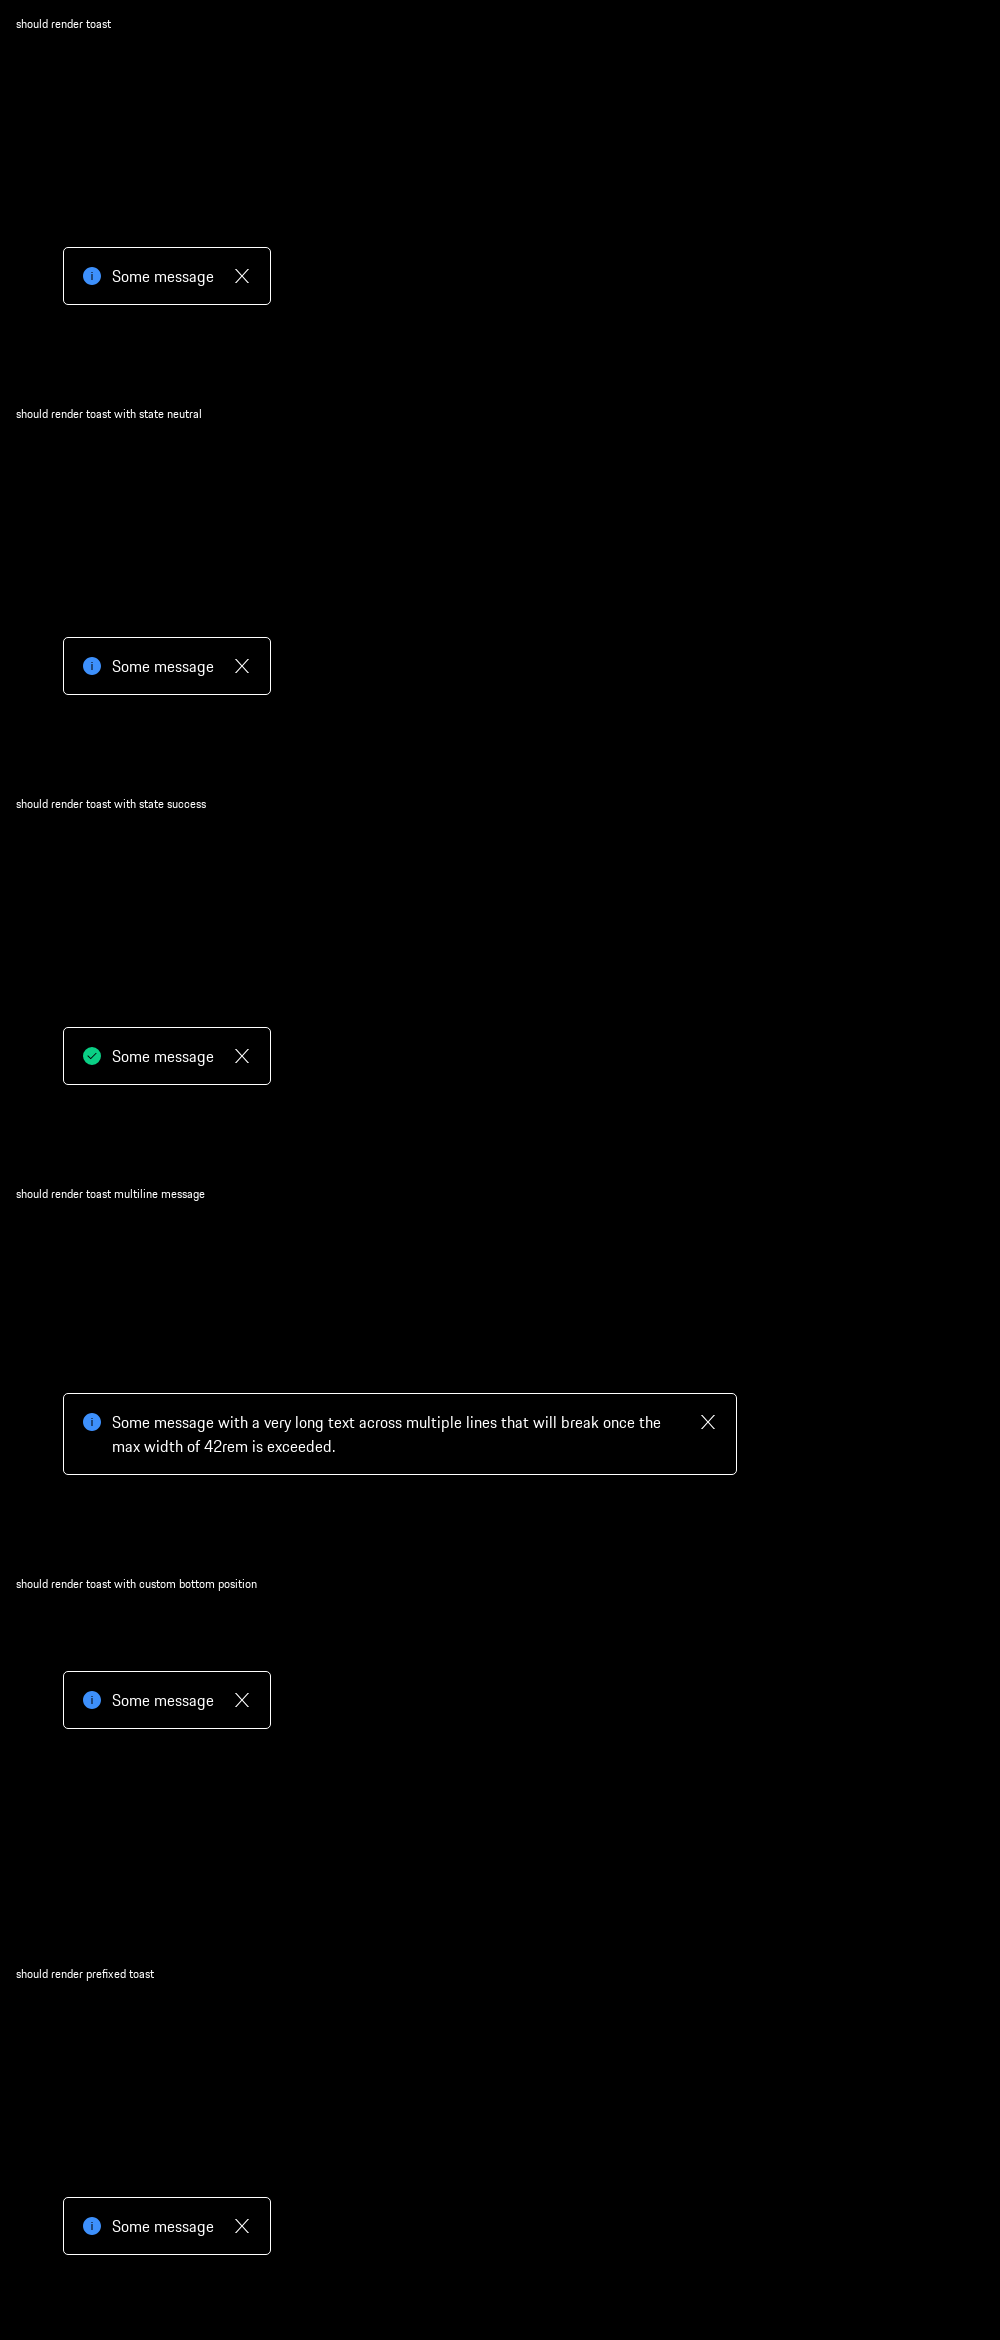 should render toast
Some message
should render toast with state neutral
Some message
should render toast with state success
Some message
should render toast multiline message
Some message with a very long text across multiple lines that will break once the
max width of 42rem is exceeded.
should render toast with custom bottom position
Some message
should render prefixed toast
Some message